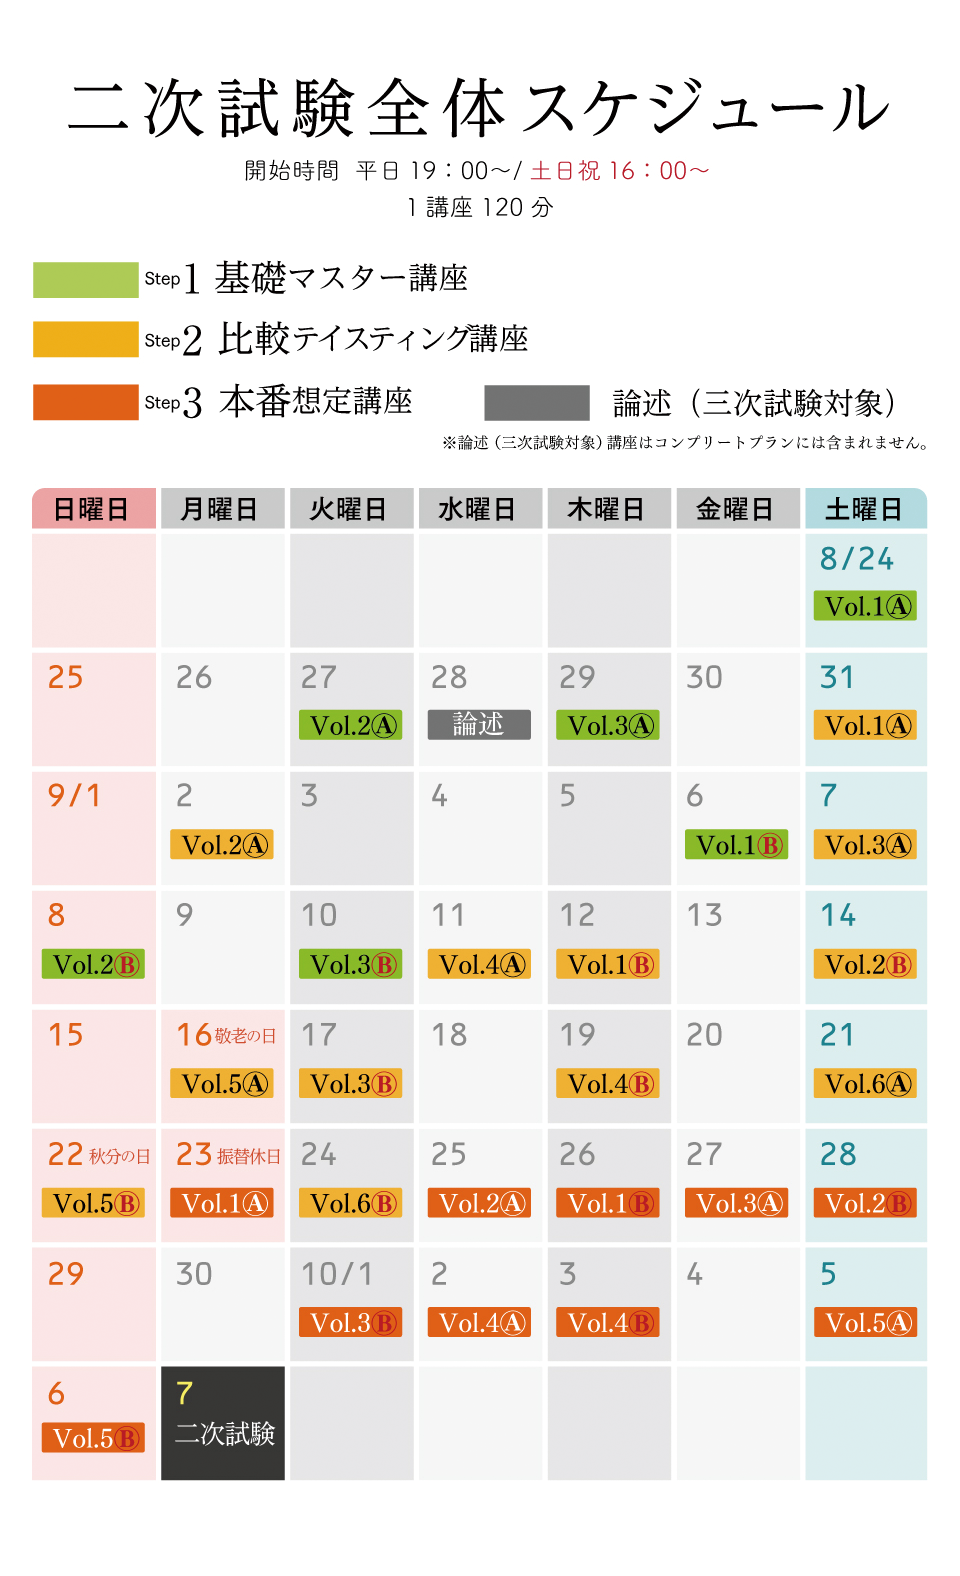 二次試験全体スケジュール
開始時間 平日 19：00〜/ 土日祝 16：00〜
1 講座 120 分
Step1 基礎マスター講座
Step2 比較テイスティング講座
Step3 本番想定講座 論述（三次試験対象）
※論述（三次試験対象）講座はコンプリートプランには含まれません。
日曜日 月曜日 火曜日 水曜日 木曜日 金曜日 土曜日
8/24
Vol.1Ⓐ
25 26 27 28 29 30 31
Vol.2Ⓐ 論述 Vol.3Ⓐ Vol.1Ⓐ
9/1 2 3 4 5 6 7
Vol.2Ⓐ Vol.1Ⓑ Vol.3Ⓐ
8 9 10 11 12 13 14
Vol.2Ⓑ Vol.3Ⓑ Vol.4Ⓐ Vol.1Ⓑ Vol.2Ⓑ
15 16 敬老の日 17 18 19 20 21
Vol.5Ⓐ Vol.3Ⓑ Vol.4Ⓑ Vol.6Ⓐ
22 秋分の日 23 振替休日 24 25 26 27 28
Vol.5Ⓑ Vol.1Ⓐ Vol.6Ⓑ Vol.2Ⓐ Vol.1Ⓑ Vol.3Ⓐ Vol.2Ⓑ
29 30 10/1 2 3 4 5
Vol.3Ⓑ Vol.4Ⓐ Vol.4Ⓑ Vol.5Ⓐ
6 7
Vol.5Ⓑ 二次試験